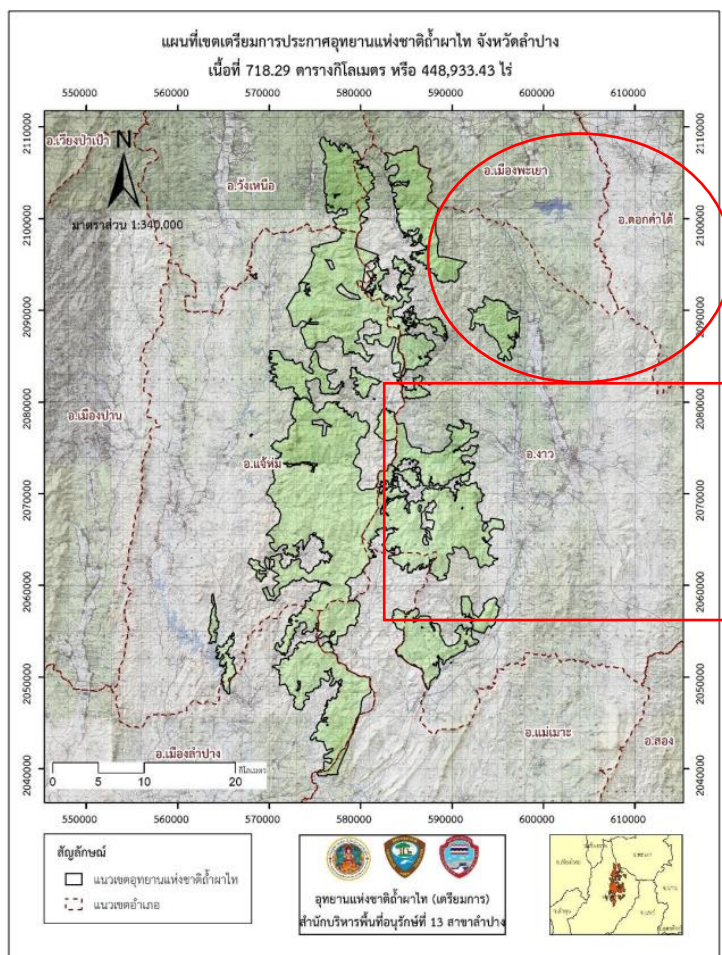 แผนที่เขตเตรียมการประกาศอุทยานแห่งชาติถ้ำผาไท จังหวัดลำปาง
เนื้อที่ 718.29 ตารางกิโลเมตร หรือ 448,933.43 ไร่
550000 560000 570000 580000 590000 600000 610000
2110000 2110000
อ.เวียงป่าเป้า N อ.วังเหนือ อ.เมืองพะเยา
2100000 อ.ดอกคำใต้ 2100000
มาตราส่วน 1:340,000
2090000 2090000
2080000 2080000
อ.เมืองปาน อ.แจ้ห่ม อ.งาว
2070000 2070000
2060000 2060000
2050000 2050000
อ.เมืองลำปาง อ.แม่เมาะ อ.สอง
2040000 2040000
กิโลเมตร
0 5 10 20
550000 560000 570000 580000 590000 600000 610000
สัญลักษณ์
แนวเขตอุทยานแห่งชาติถ้ำผาไท
แนวเขตอำเภอ
อุทยานแห่งชาติถ้ำผาไท (เตรียมการ)
สำนักบริหารพื้นที่อนุรักษ์ที่ 13 สาขาลำปาง